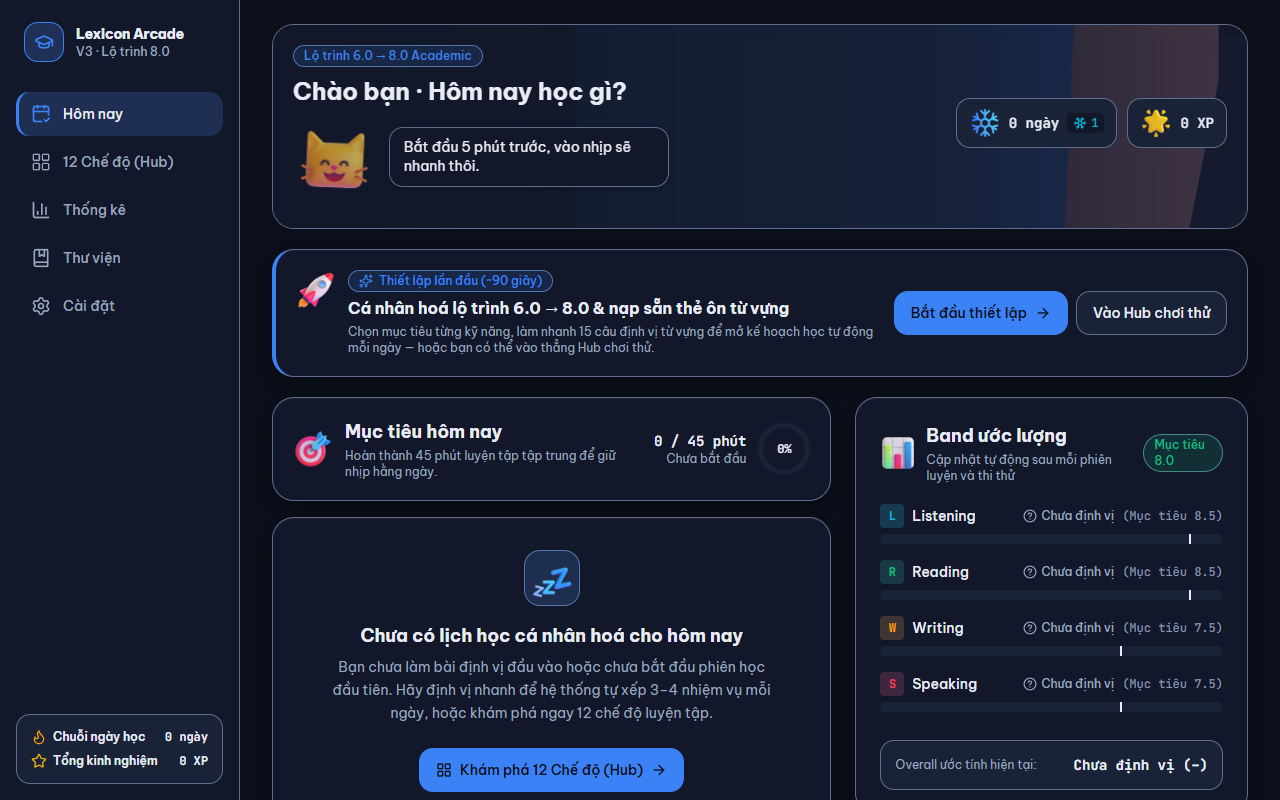 Lexicon Arcade
V3 · Lộ trình 8.0
Hôm nay
12 Chế độ (Hub)
Thống kê
Thư viện
Cài đặt
Chuỗi ngày học 0 ngày
Tổng kinh nghiệm 0 XP
Lộ trình 6.0 → 8.0 Academic
Chào bạn · Hôm nay học gì?
Bắt đầu 5 phút trước, vào nhịp sẽ
nhanh thôi.
0 ngày 1
0 XP
Thiết lập lần đầu (~90 giây)
Cá nhân hoá lộ trình 6.0 → 8.0 & nạp sẵn thẻ ôn từ vựng
Chọn mục tiêu từng kỹ năng, làm nhanh 15 câu định vị từ vựng để mở kế hoạch học tự động
mỗi ngày — hoặc bạn có thể vào thẳng Hub chơi thử.
Bắt đầu thiết lập →
Vào Hub chơi thử
Mục tiêu hôm nay
Hoàn thành 45 phút luyện tập tập trung để giữ
nhịp hằng ngày.
0 / 45 phút
Chưa bắt đầu
0%
zzZ
Chưa có lịch học cá nhân hoá cho hôm nay
Bạn chưa làm bài định vị đầu vào hoặc chưa bắt đầu phiên học
đầu tiên. Hãy định vị nhanh để hệ thống tự xếp 3–4 nhiệm vụ mỗi
ngày, hoặc khám phá ngay 12 chế độ luyện tập.
Khám phá 12 Chế độ (Hub) →
Band ước lượng
Cập nhật tự động sau mỗi phiên
luyện và thi thử
Mục tiêu
8.0
L Listening Chưa định vị (Mục tiêu 8.5)
R Reading Chưa định vị (Mục tiêu 8.5)
W Writing Chưa định vị (Mục tiêu 7.5)
S Speaking Chưa định vị (Mục tiêu 7.5)
Overall ước tính hiện tại: Chưa định vị (—)